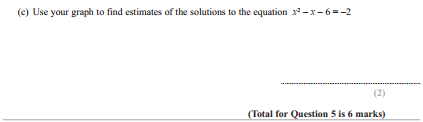 (c) Use your graph to find estimates of the solutions to the equation x² – x – 6 = –2
(2)
(Total for Question 5 is 6 marks)